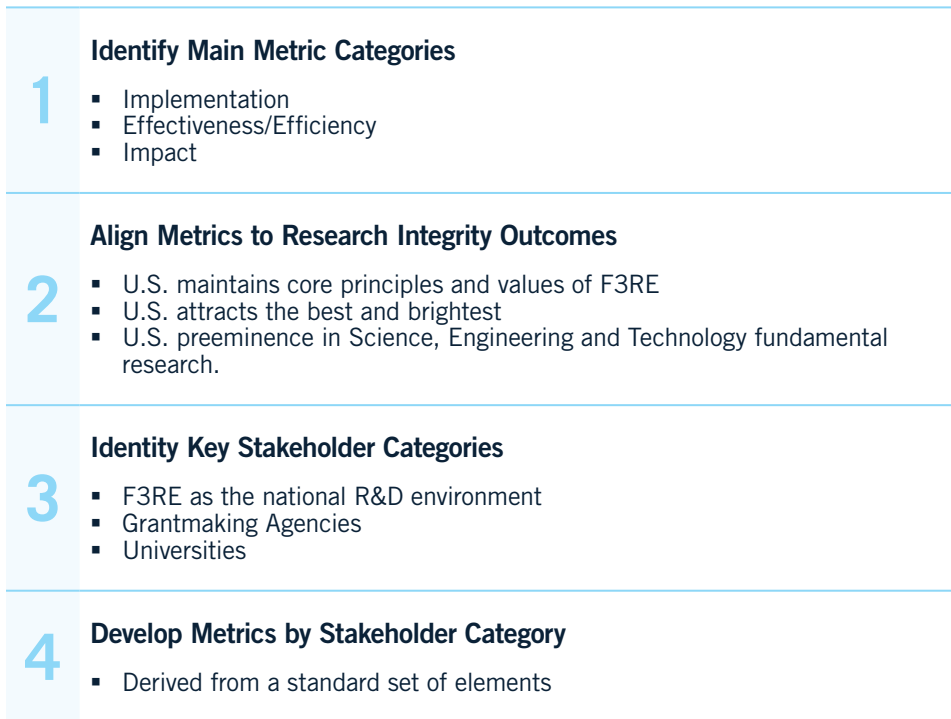 1
Identify Main Metric Categories
▪ Implementation
▪ Effectiveness/Efficiency
▪ Impact
2
Align Metrics to Research Integrity Outcomes
▪ U.S. maintains core principles and values of F3RE
▪ U.S. attracts the best and brightest
▪ U.S. preeminence in Science, Engineering and Technology fundamental
research.
3
Identity Key Stakeholder Categories
▪ F3RE as the national R&D environment
▪ Grantmaking Agencies
▪ Universities
4
Develop Metrics by Stakeholder Category
▪ Derived from a standard set of elements